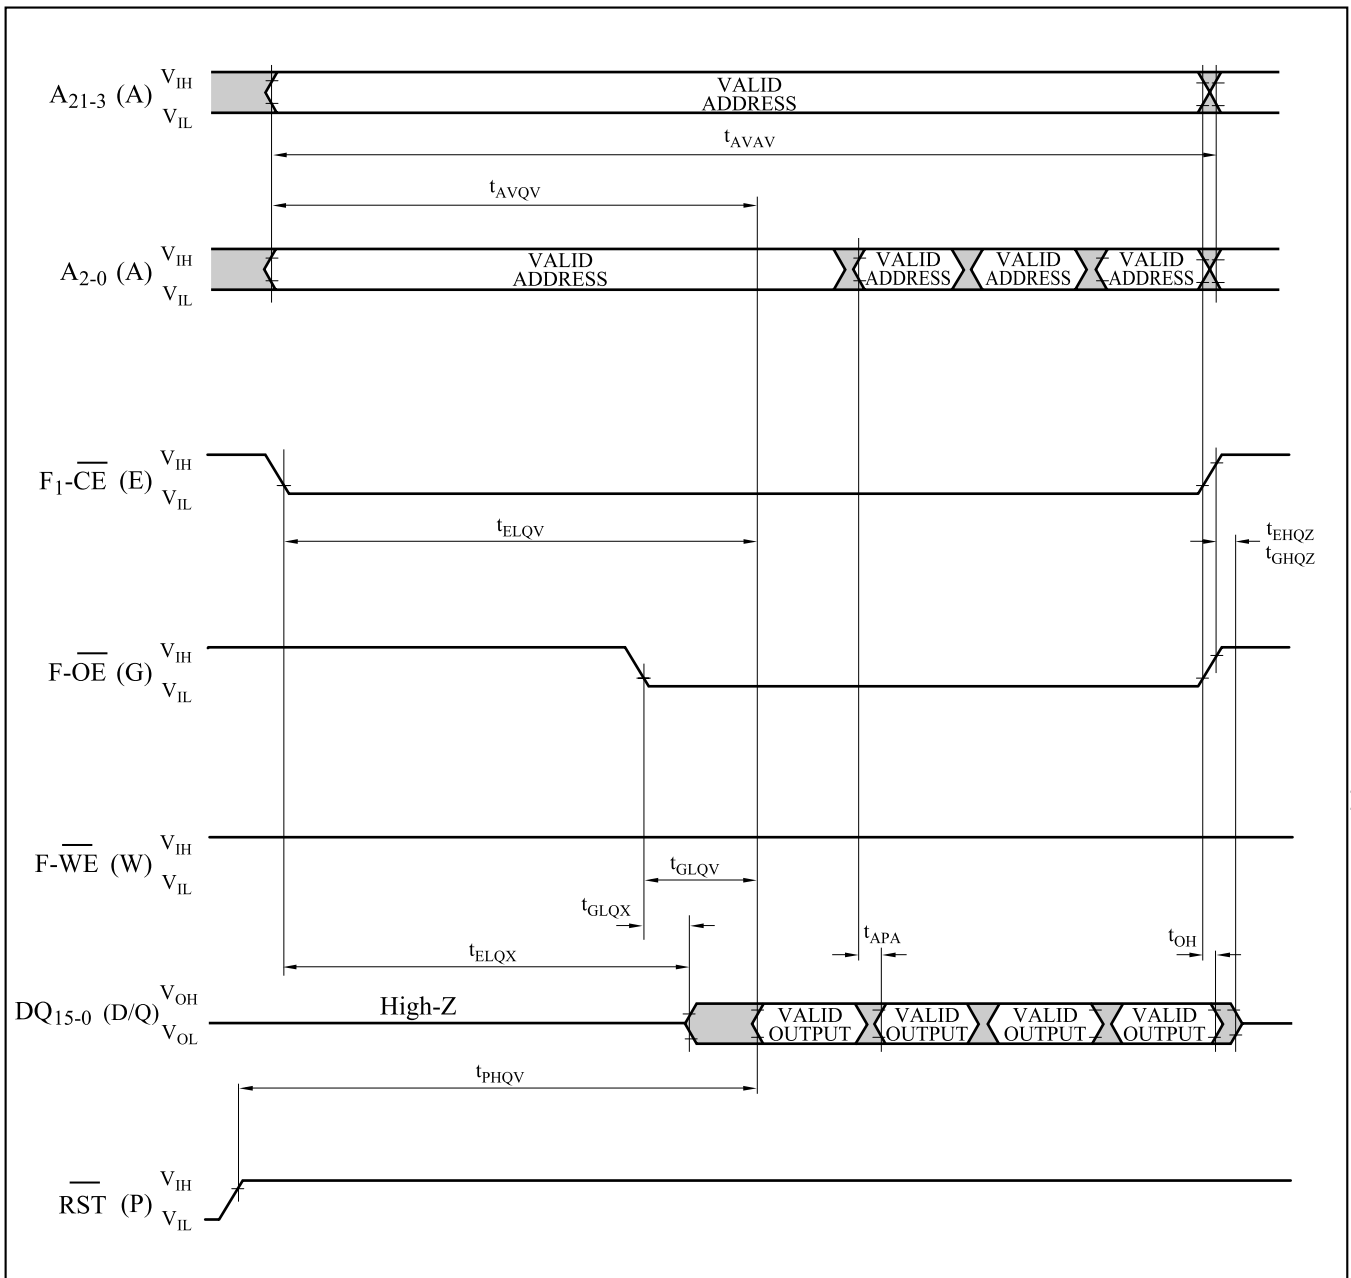 A21-3 (A) VIH VALID
VIL ADDRESS
tAVAV
tAVQV
A2-0 (A) VIH VALID VALID VALID VALID
VIL ADDRESS ADDRESS ADDRESS ADDRESS
F1-CE (E) VIH
VIL
tELQV
tEHQZ
tGHQZ
F-OE (G) VIH
VIL
F-WE (W) VIH
VIL
tGLQV
tGLQX
tAPA
tOH
tELQX
DQ15-0 (D/Q) VOH High-Z VALID VALID VALID VALID
VOL OUTPUT OUTPUT OUTPUT OUTPUT
tPHQV
RST (P) VIH
VIL